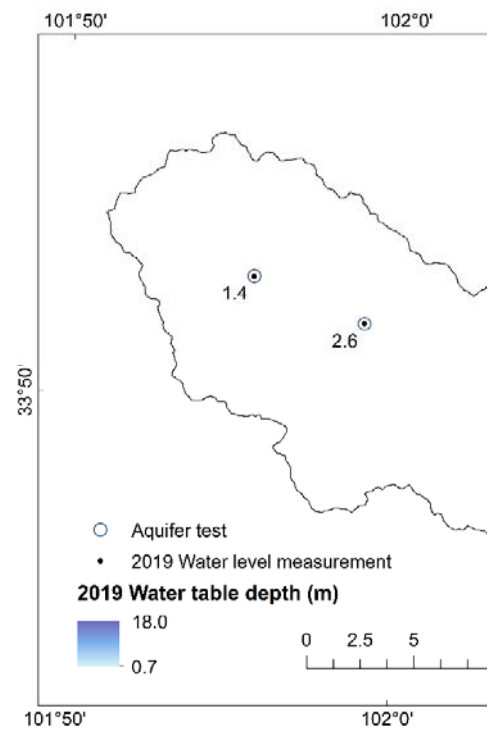 101°50' 102°0'
1.4
2.6
33°50'
Aquifer test
2019 Water level measurement
2019 Water table depth (m)
18.0
0 2.5 5
0.7
101°50' 102°0'